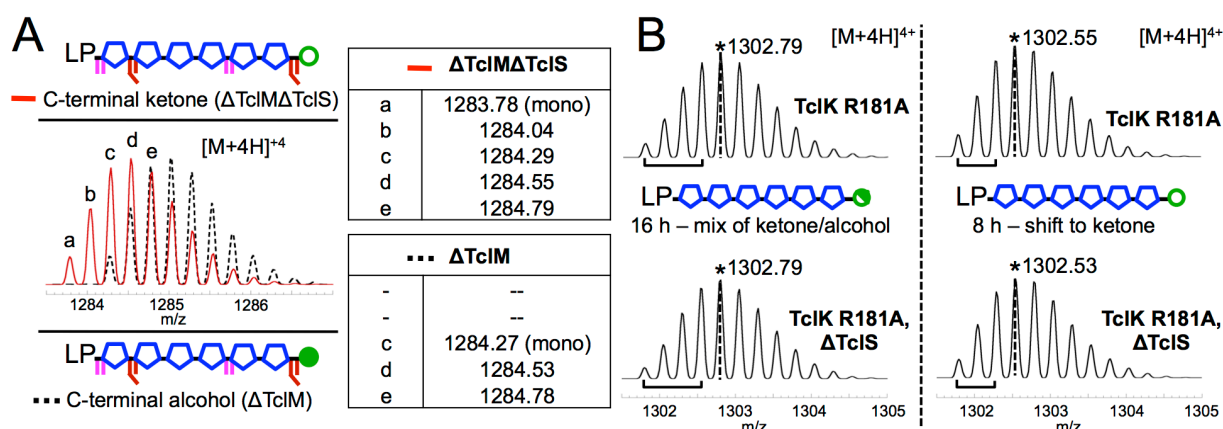 A
LP
C-terminal ketone (ΔTclMΔTclS)
[M+4H]+4
a
b
c
d
e
1284
1285
1286
m/z
LP
C-terminal alcohol (ΔTclM)
ΔTclMΔTclS
a 1283.78 (mono)
b 1284.04
c 1284.29
d 1284.55
e 1284.79
ΔTclM
- --
- --
c 1284.27 (mono)
d 1284.53
e 1284.78
B
*1302.79
[M+4H]4+
TclK R181A
LP
16 h – mix of ketone/alcohol
*1302.79
TclK R181A,
ΔTclS
1302 1303 1304 1305
m/z
*1302.55
[M+4H]4+
TclK R181A
LP
8 h – shift to ketone
*1302.53
TclK R181A,
ΔTclS
1302 1303 1304 1305
m/z